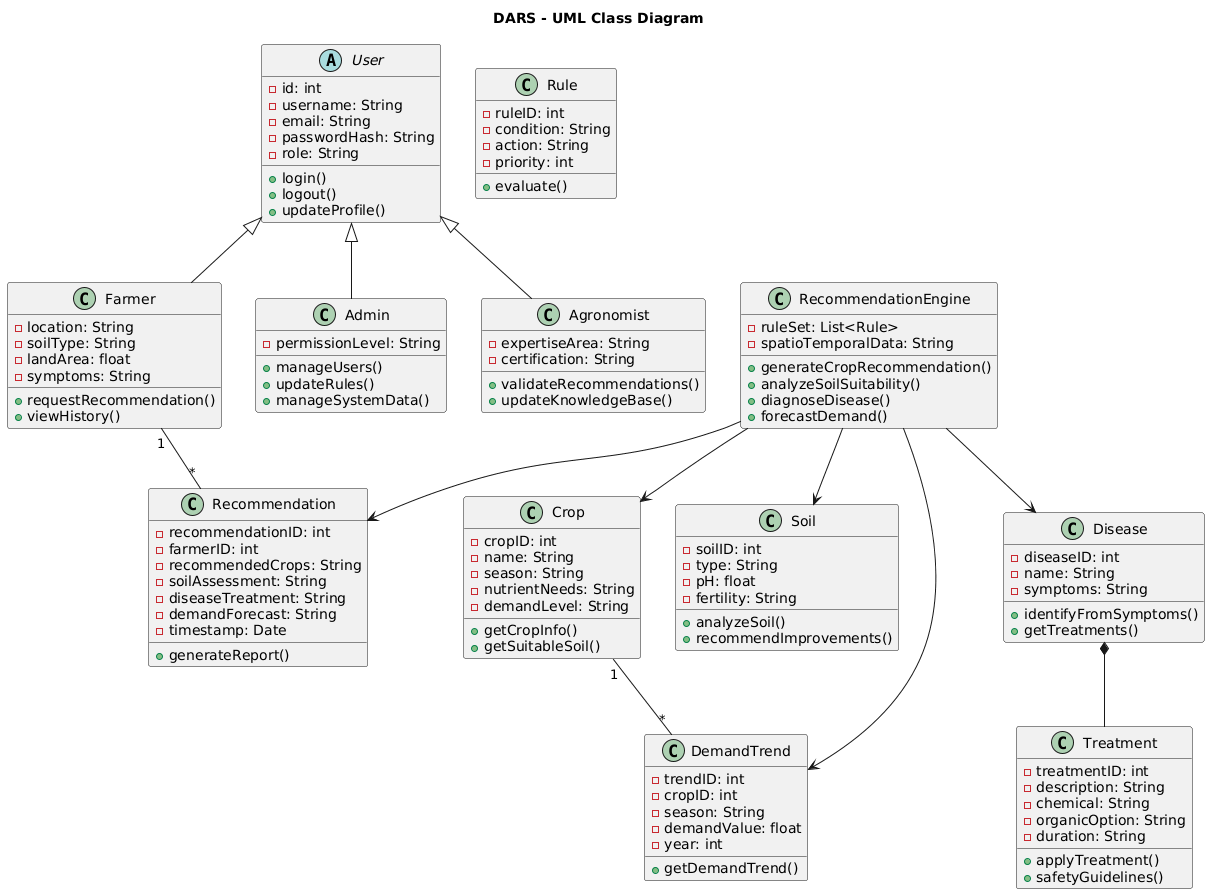 DARS - UML Class Diagram
A User
id: int
username: String
email: String
passwordHash: String
role: String
login()
logout()
updateProfile()
C Rule
ruleID: int
condition: String
action: String
priority: int
evaluate()
C Farmer
location: String
soilType: String
landArea: float
symptoms: String
requestRecommendation()
viewHistory()
C Admin
permissionLevel: String
manageUsers()
updateRules()
manageSystemData()
C Agronomist
expertiseArea: String
certification: String
validateRecommendations()
updateKnowledgeBase()
C RecommendationEngine
ruleSet: List<Rule>
spatioTemporalData: String
generateCropRecommendation()
analyzeSoilSuitability()
diagnoseDisease()
forecastDemand()
1
*
C Recommendation
recommendationID: int
farmerID: int
recommendedCrops: String
soilAssessment: String
diseaseTreatment: String
demandForecast: String
timestamp: Date
generateReport()
C Crop
cropID: int
name: String
season: String
nutrientNeeds: String
demandLevel: String
getCropInfo()
getSuitableSoil()
C Soil
soilID: int
type: String
pH: float
fertility: String
analyzeSoil()
recommendImprovements()
C Disease
diseaseID: int
name: String
symptoms: String
identifyFromSymptoms()
getTreatments()
1
*
C DemandTrend
trendID: int
cropID: int
season: String
demandValue: float
year: int
getDemandTrend()
C Treatment
treatmentID: int
description: String
chemical: String
organicOption: String
duration: String
applyTreatment()
safetyGuidelines()